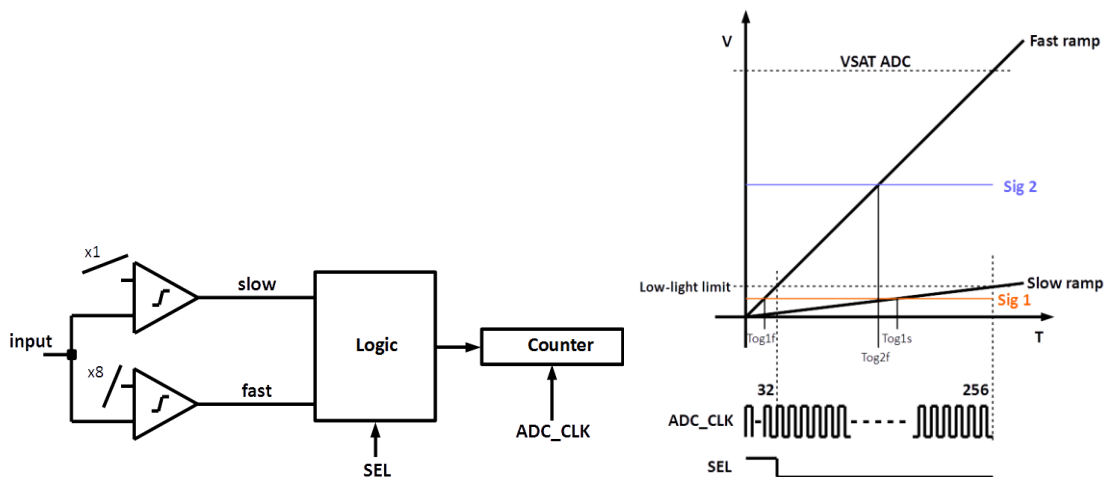 x1
slow
input
Logic
Counter
x8
fast
ADC_CLK
SEL
V
Fast ramp
VSAT ADC
Sig 2
Low-light limit
Slow ramp
Sig 1
Tog1f
Tog1s
T
Tog2f
32
256
ADC_CLK
SEL